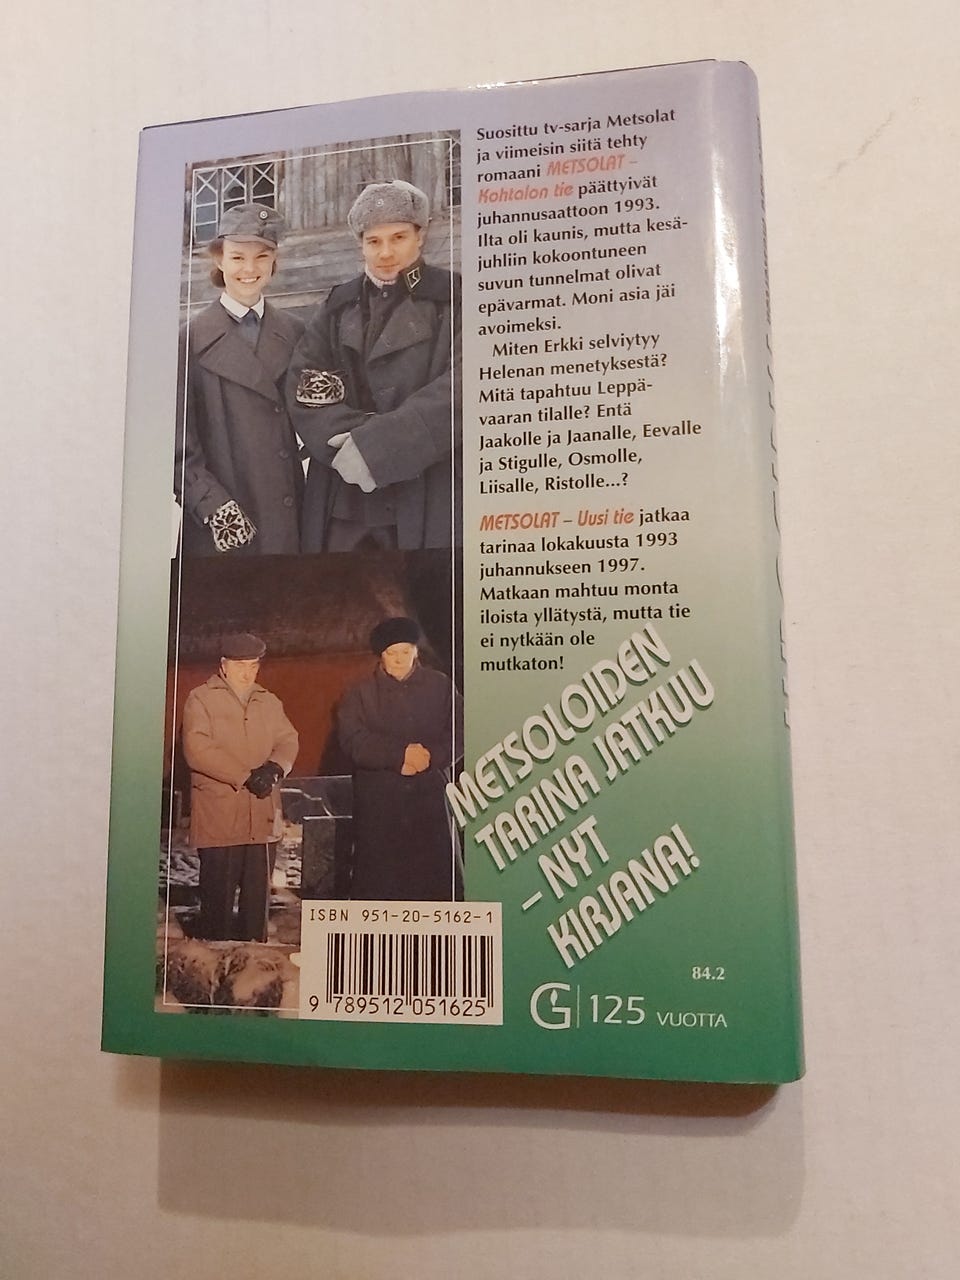 Suosittu tv-sarja Metsolat
ja viimeisin siitä tehty
romaani METSOLAT –
Kohtalon tie päättyivät
juhannusaattoon 1993.
Ilta oli kaunis, mutta kesä-
juhliin kokoontuneen
suvun tunnelmat olivat
epävarmat. Moni asia jäi
avoimeksi.
Miten Erkki selviytyy
Helenan menetyksestä?
Mitä tapahtuu Leppä-
vaaran tilalle? Entä
Jaakolle ja Jaanalle, Eevalle
ja Stigulle, Osmolle,
Liisalle, Ristolle...?
METSOLAT – Uusi tie jatkaa
tarinaa lokakuusta 1993
juhannukseen 1997.
Matkaan mahtuu monta
iloista yllätystä, mutta tie
ei nytkään ole
mutkaton!
METSOLOIDEN
TARINA JATKUU
– NYT
KIRJANA!
ISBN 951-20-5162-1
9 789512 051625
84.2
G 125 VUOTTA